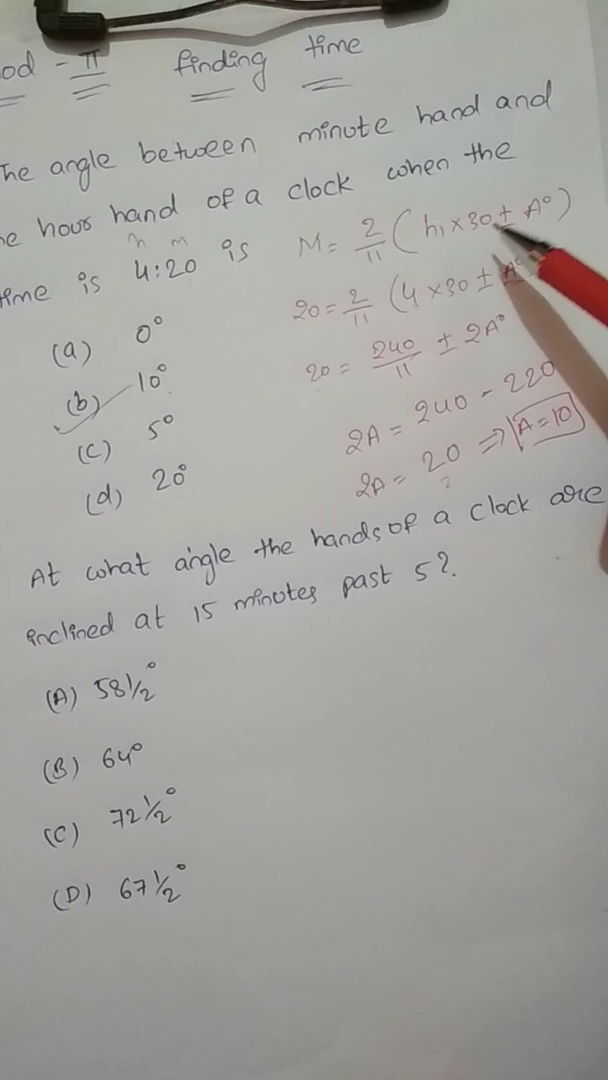 od - II finding time
The angle between minute hand and
he hour hand of a clock when the
h m
time is 4:20 is
(a) 0°
(b) 10°
(c) 5°
(d) 20°
M = 2/11 (h₁ × 30 ± A°)
20 = 2/11 (4 × 30 ± A°
20 = 240/11 ± 2A°
2A = 240 - 220
2A = 20 ⇒ A = 10
At what angle the hands of a clock are
inclined at 15 minutes past 5?
(A) 58 1/2°
(B) 64°
(C) 72 1/2°
(D) 67 1/2°